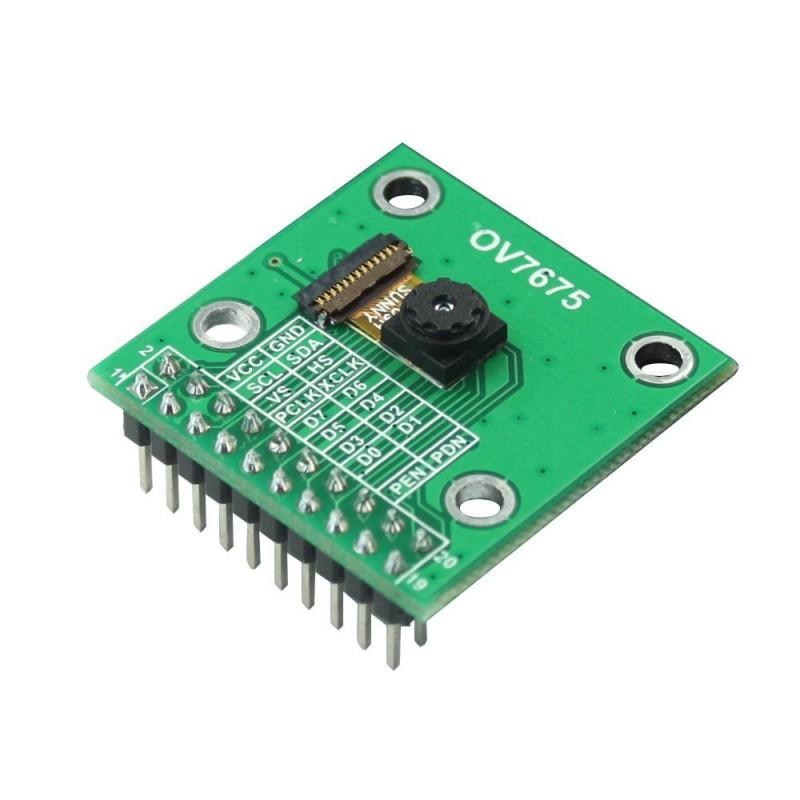 OV7675
SUNNY
2
1
VCC GND
SCL SDA
VS HS
PCLK XCLK
D7 D6
D5 D4
D3 D2
D0 D1
PEN PDN
20
19